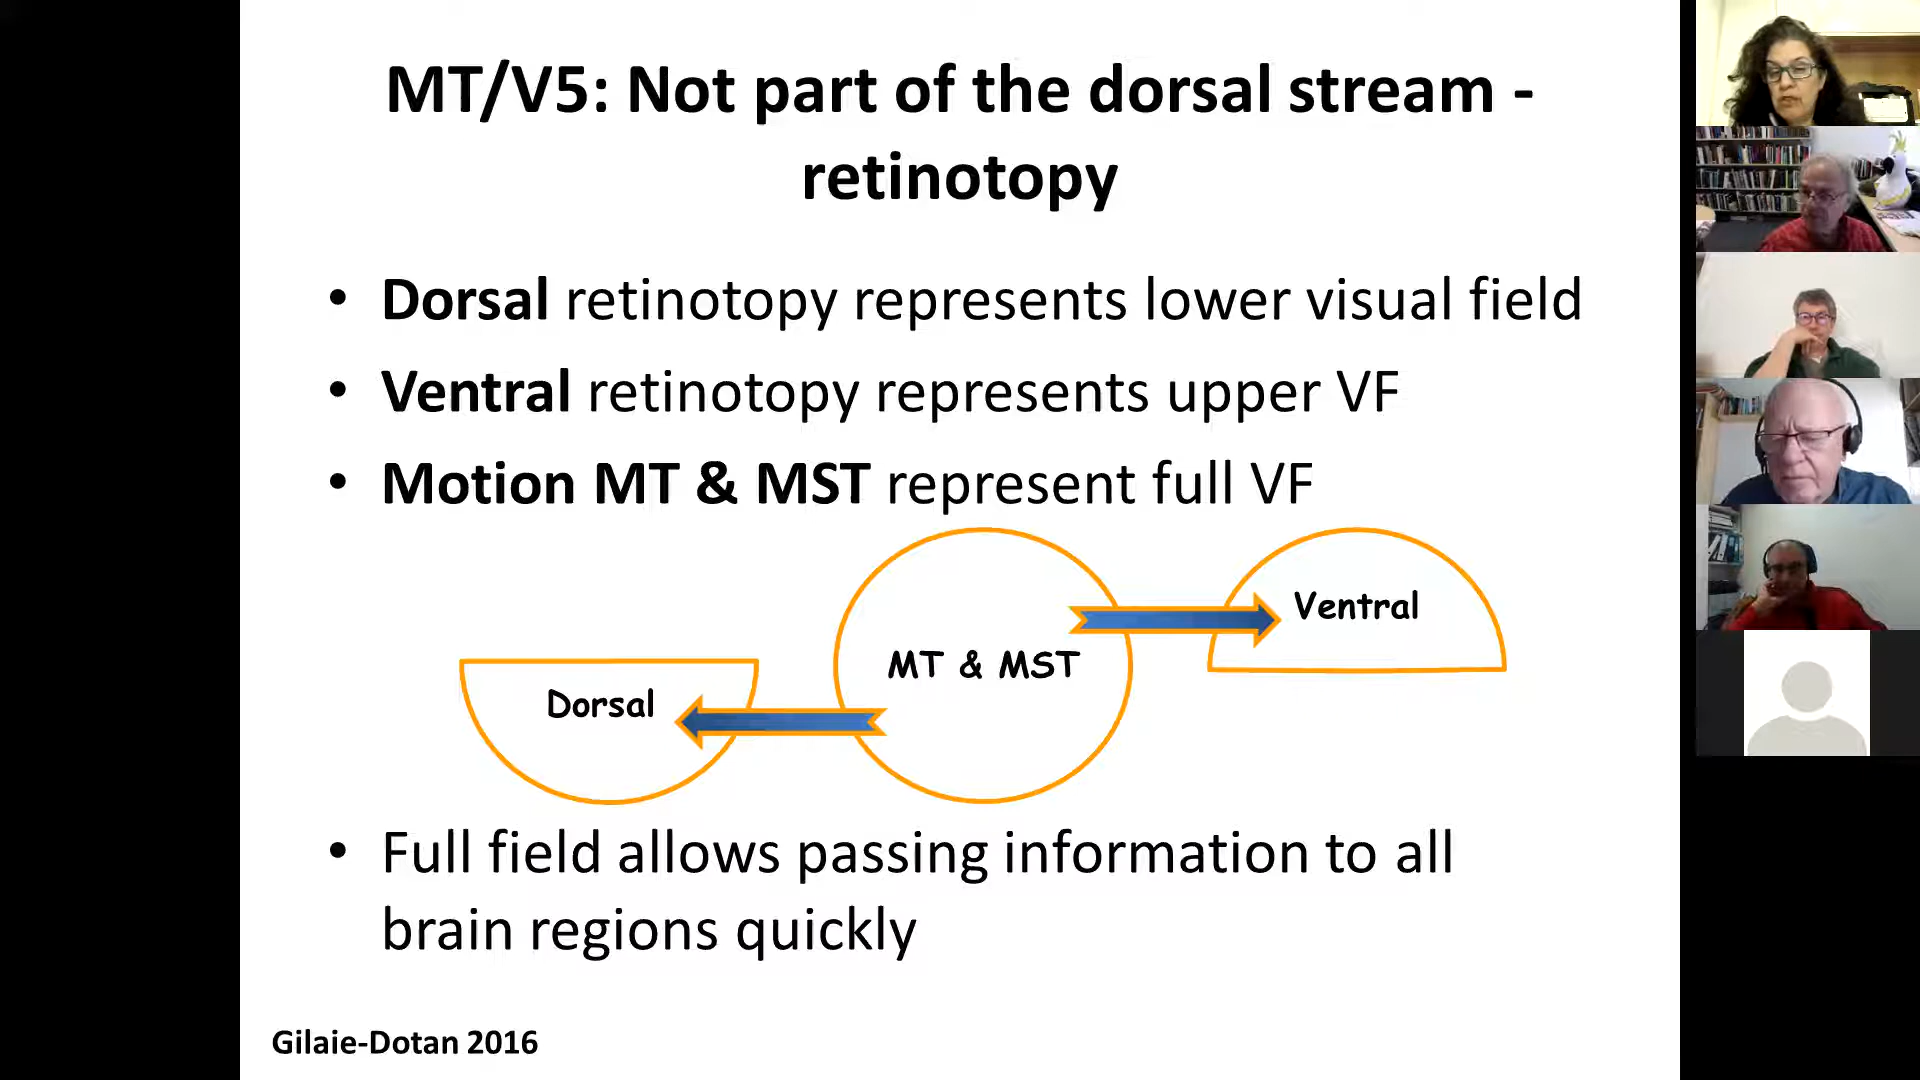 MT/V5: Not part of the dorsal stream -
retinotopy
• Dorsal retinotopy represents lower visual field
• Ventral retinotopy represents upper VF
• Motion MT & MST represent full VF
Ventral
MT & MST
Dorsal
• Full field allows passing information to all
brain regions quickly
Gilaie-Dotan 2016